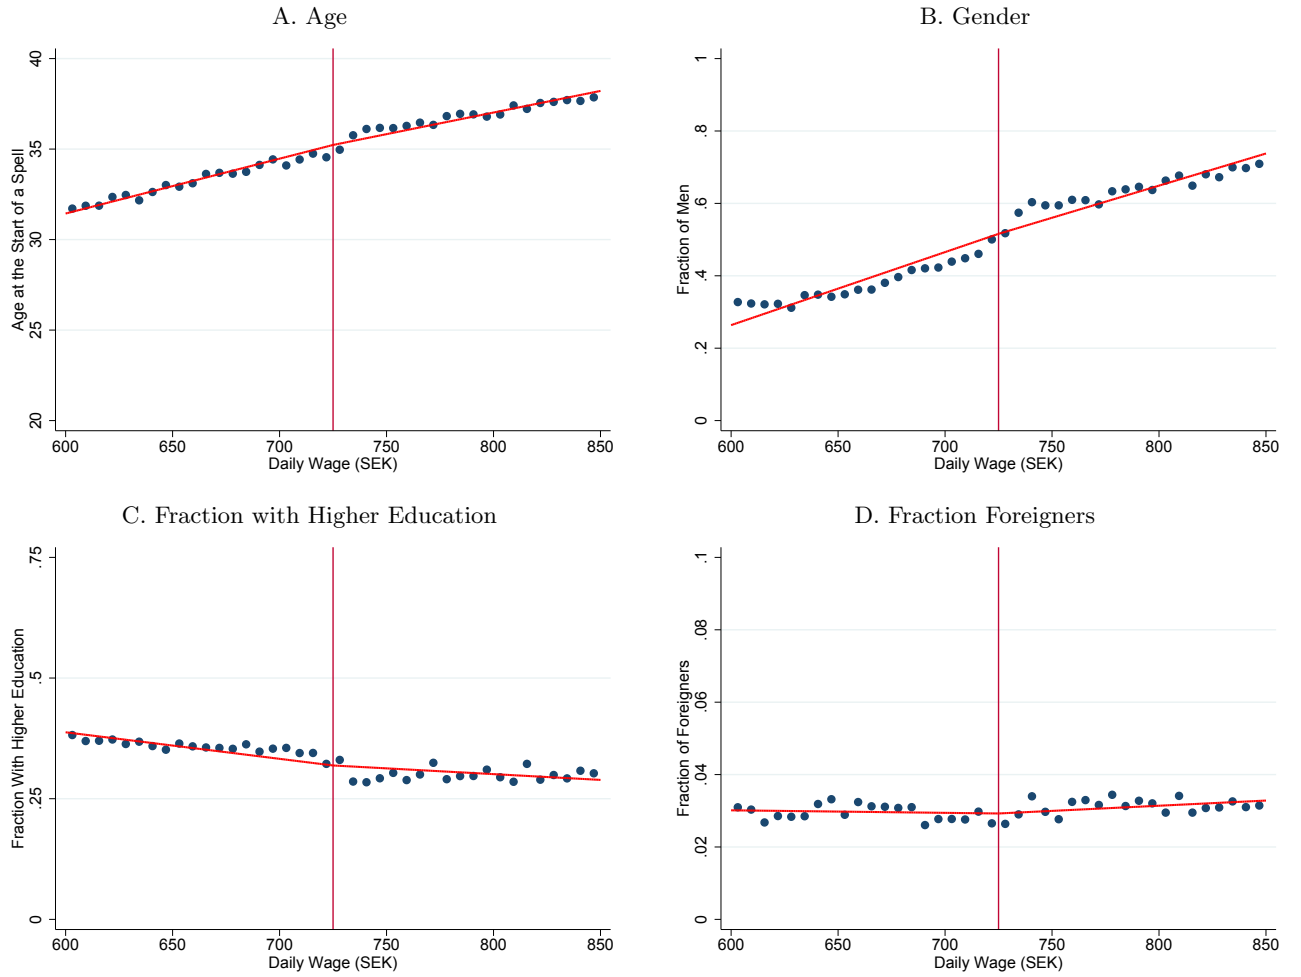 A. Age
40
35
30
25
20
Age at the Start of a Spell
600 650 700 750 800 850
Daily Wage (SEK)
B. Gender
1
.8
.6
.4
.2
0
Fraction of Men
600 650 700 750 800 850
Daily Wage (SEK)
C. Fraction with Higher Education
.75
.5
.25
0
Fraction With Higher Education
600 650 700 750 800 850
Daily Wage (SEK)
D. Fraction Foreigners
.1
.08
.06
.04
.02
0
Fraction of Foreigners
600 650 700 750 800 850
Daily Wage (SEK)